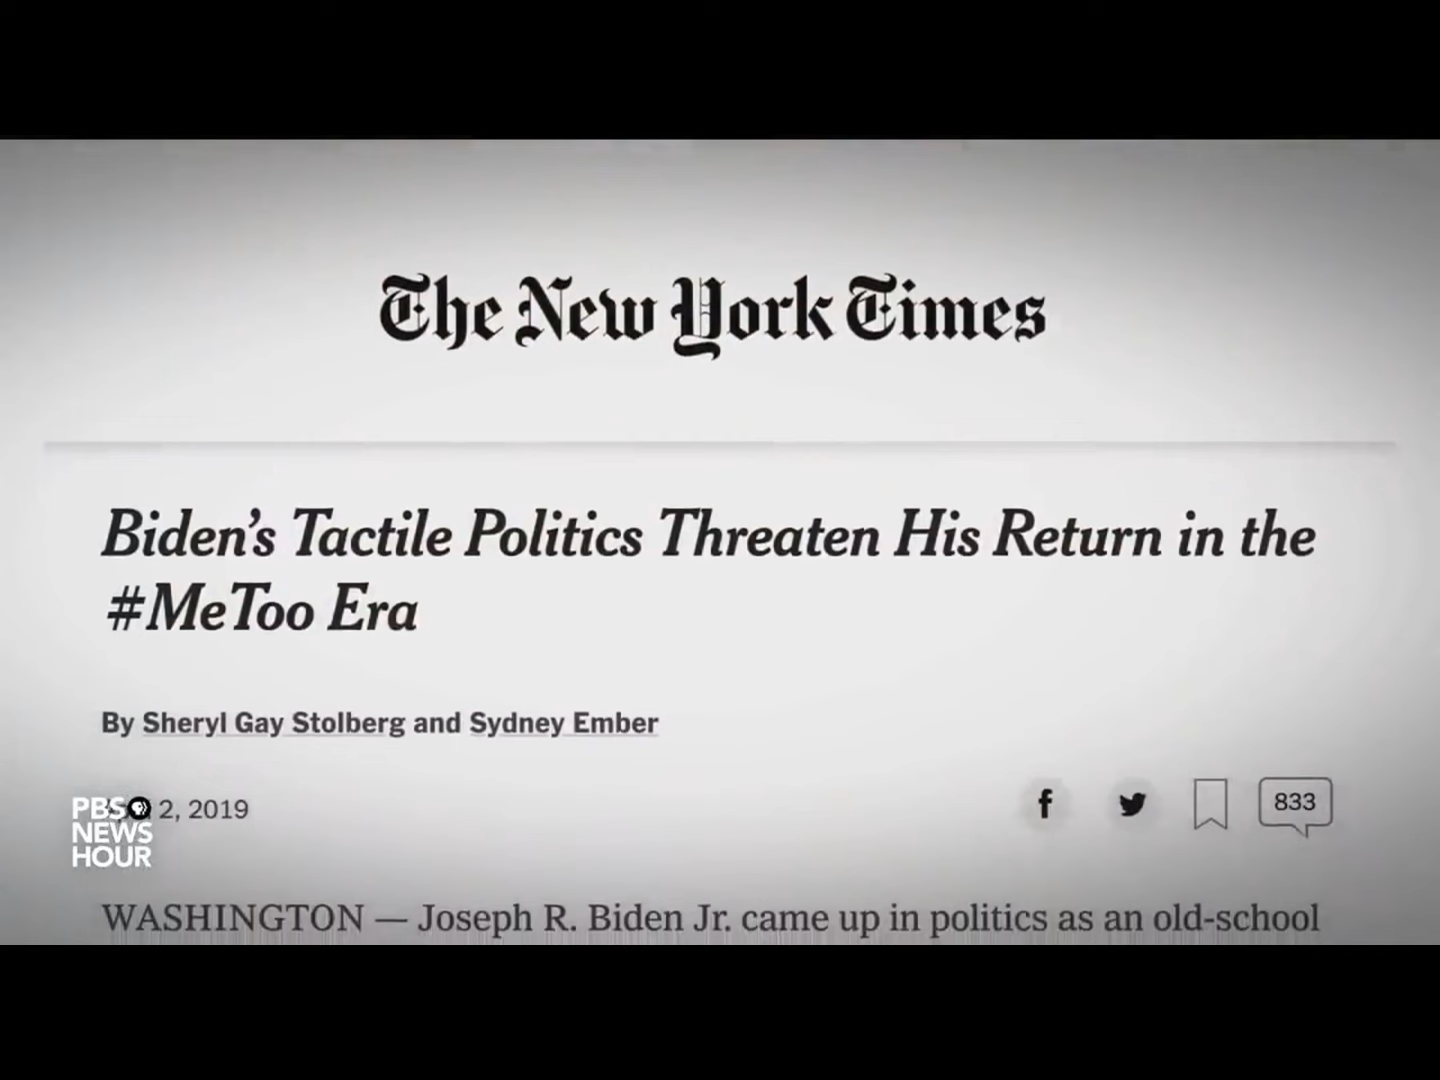 The New York Times
Biden's Tactile Politics Threaten His Return in the
#MeToo Era
By Sheryl Gay Stolberg and Sydney Ember
2, 2019
833
PBS
NEWS
HOUR
WASHINGTON — Joseph R. Biden Jr. came up in politics as an old-school